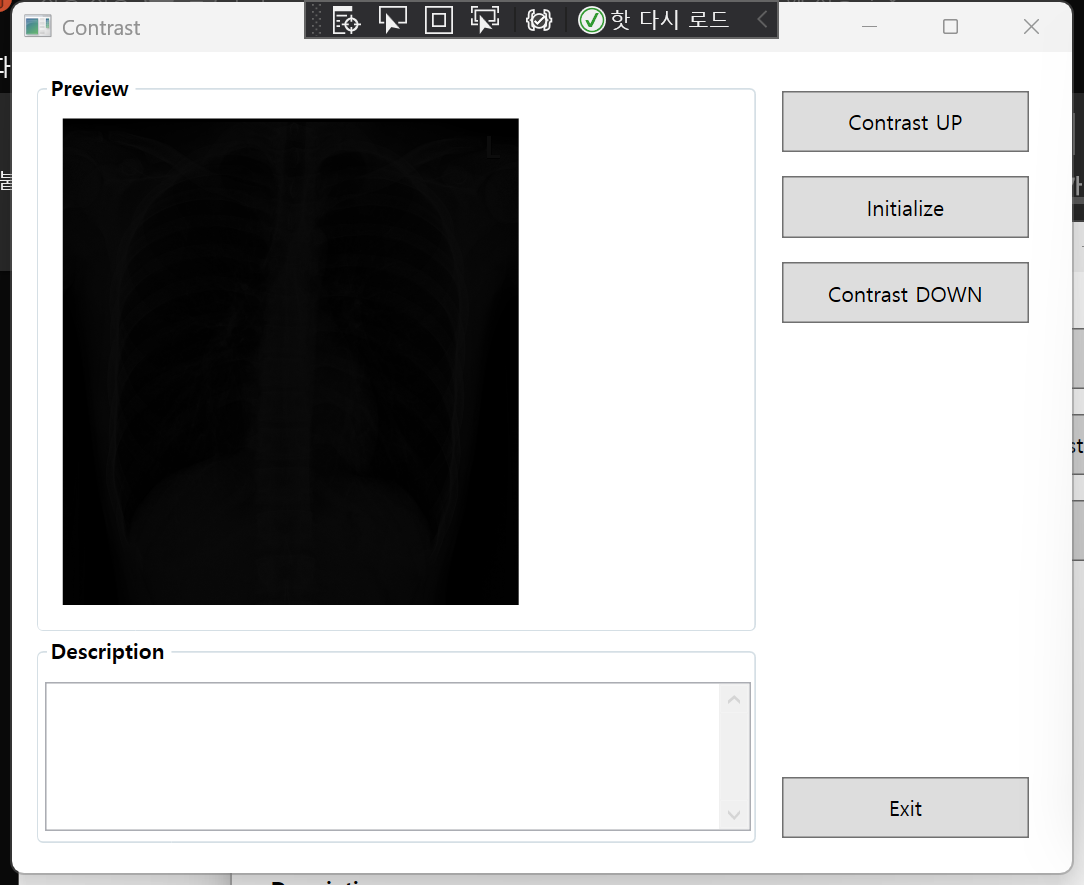 Contrast
핫 다시 로드
Preview
L
Contrast UP
Initialize
Contrast DOWN
Description
Exit